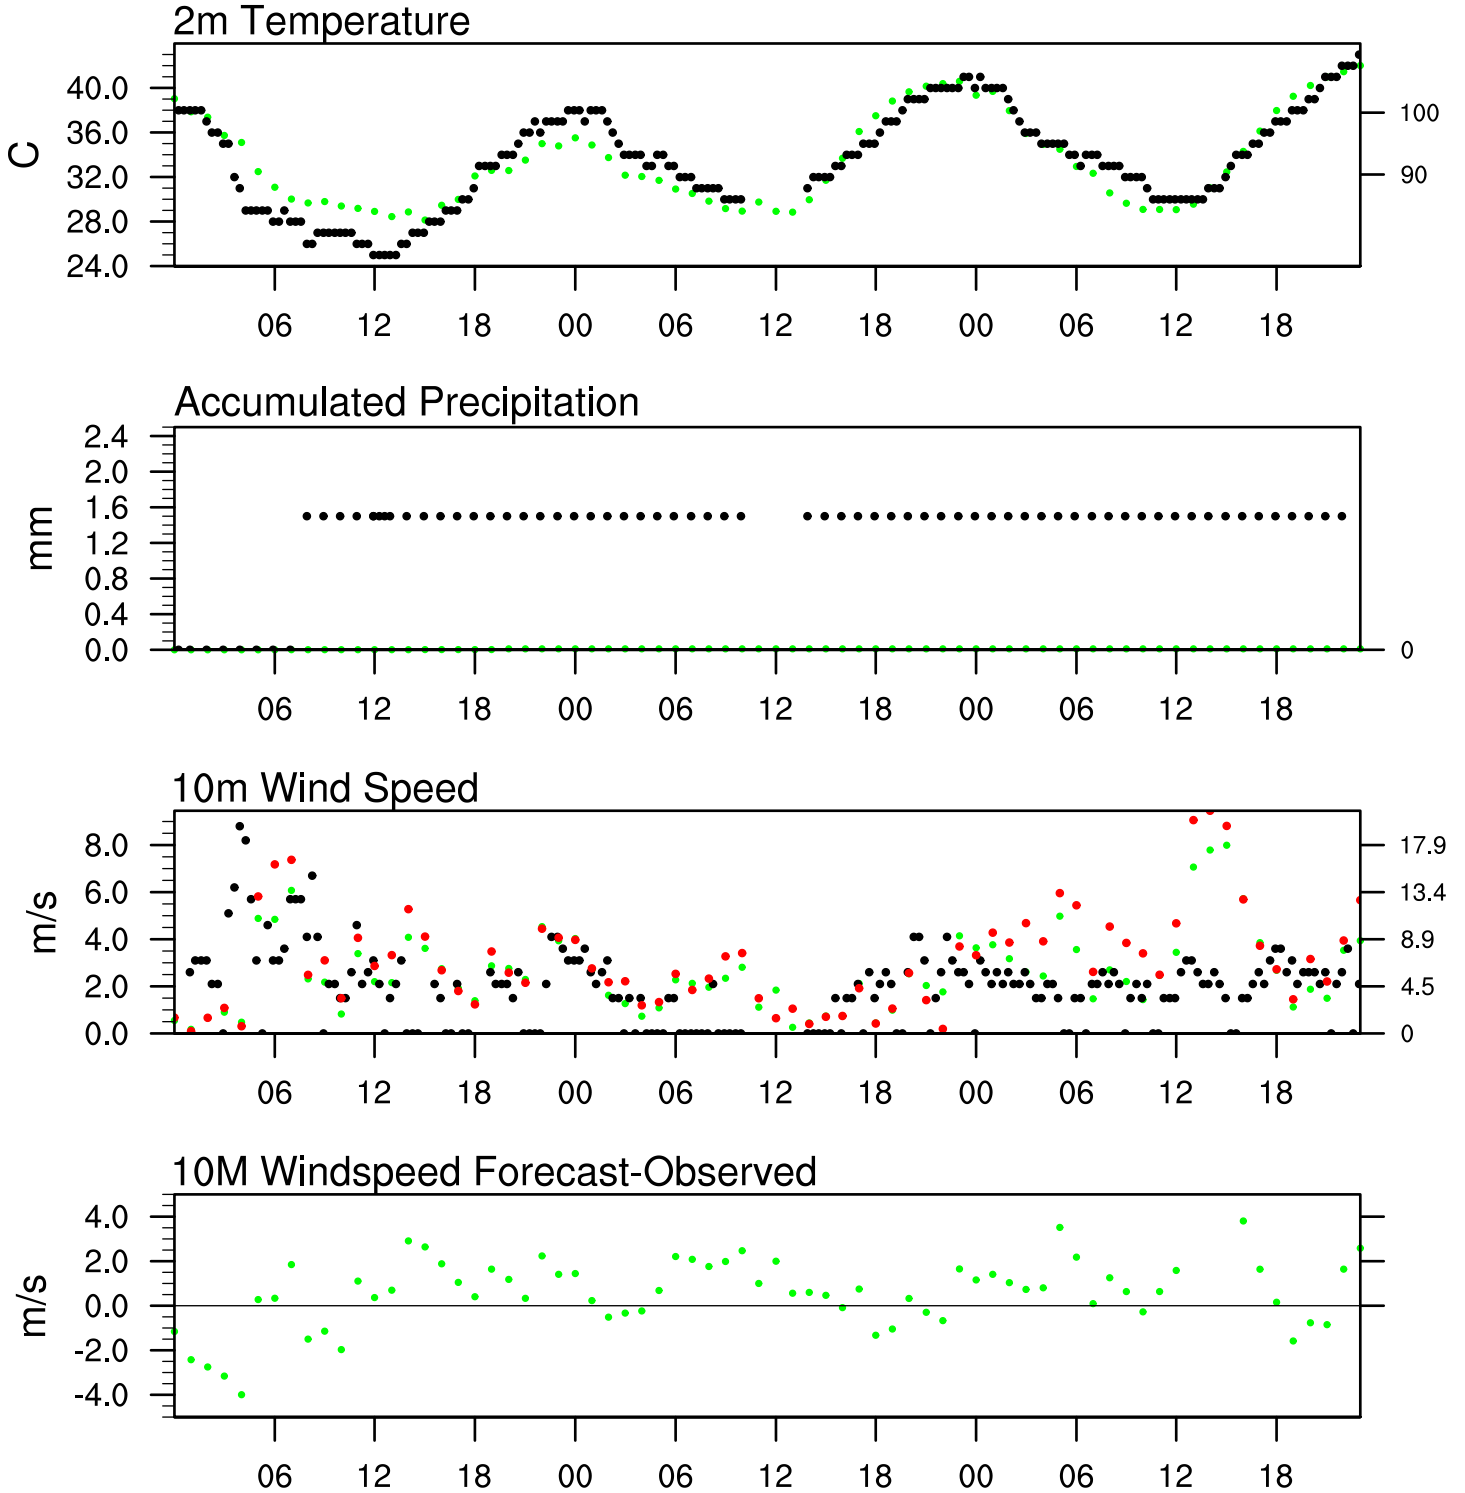 2m Temperature
C
40.0
36.0
32.0
28.0
24.0
100
90
06 12 18 00 06 12 18 00 06 12 18
Accumulated Precipitation
mm
2.4
2.0
1.6
1.2
0.8
0.4
0.0
0
06 12 18 00 06 12 18 00 06 12 18
10m Wind Speed
m/s
8.0
6.0
4.0
2.0
0.0
17.9
13.4
8.9
4.5
0
06 12 18 00 06 12 18 00 06 12 18
10M Windspeed Forecast-Observed
m/s
4.0
2.0
0.0
-2.0
-4.0
06 12 18 00 06 12 18 00 06 12 18